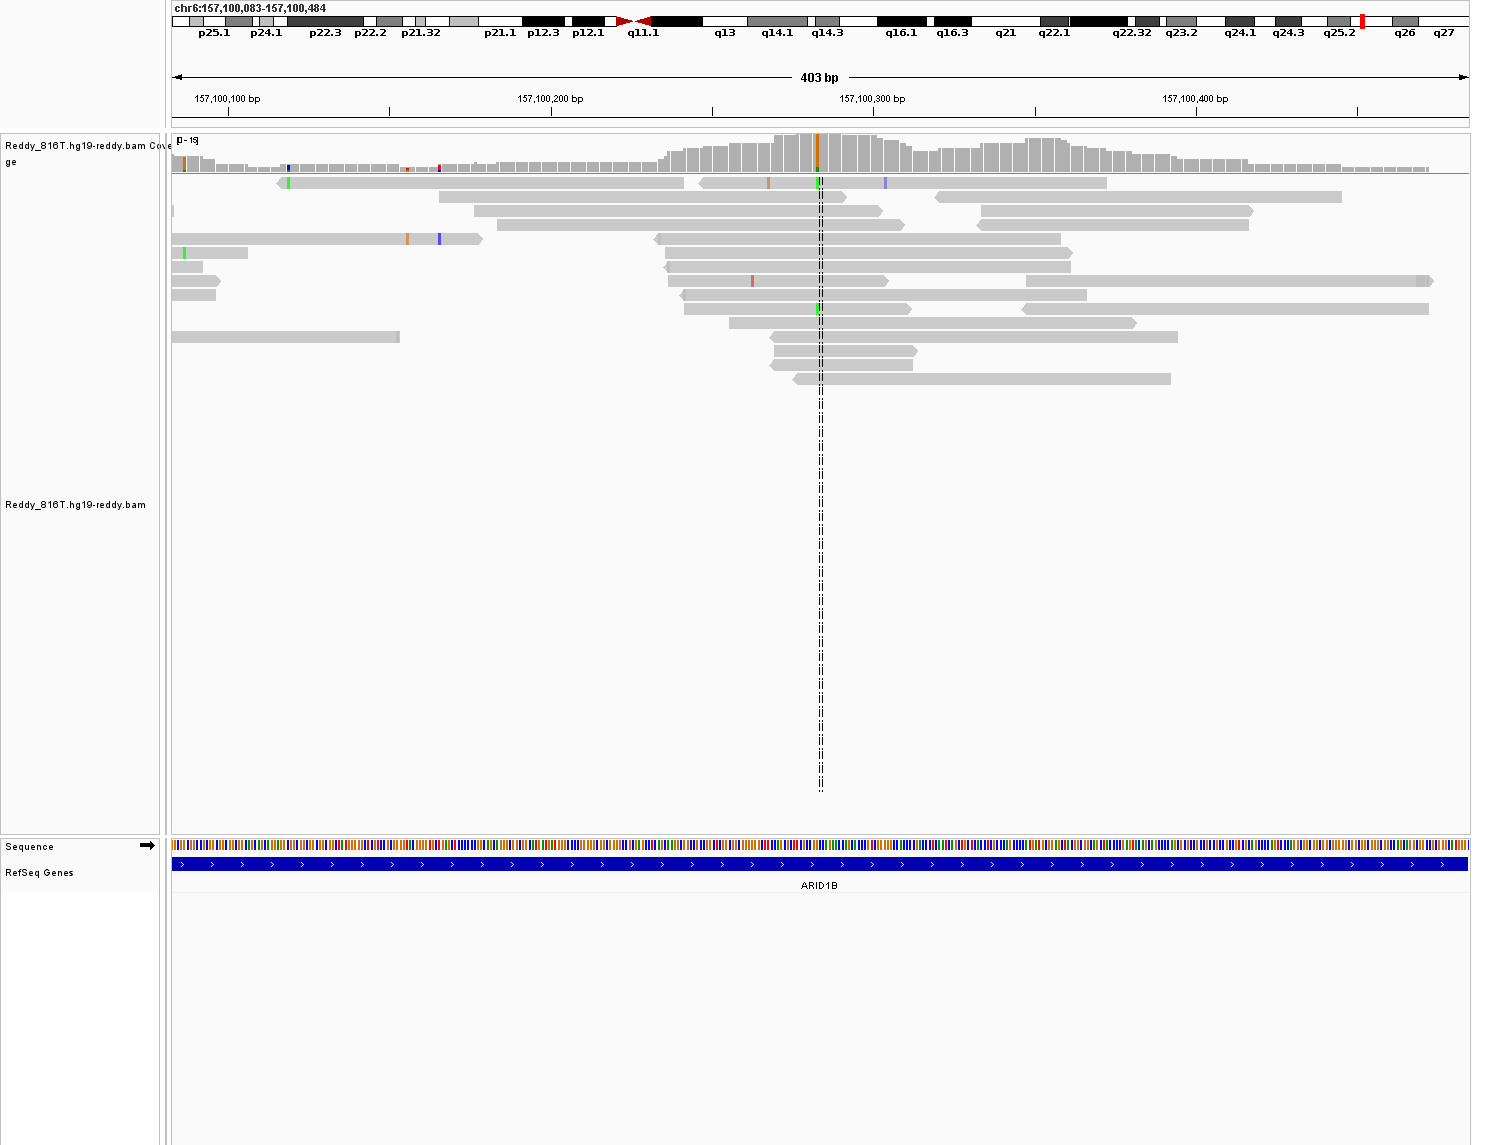 chr6:157,100,083-157,100,484
p25.1 p24.1 p22.3 p22.2 p21.32 p21.1 p12.3 p12.1 q11.1 q13 q14.1 q14.3 q16.1 q16.3 q21 q22.1 q22.32 q23.2 q24.1 q24.3 q25.2 q26 q27
403 bp
157,100,100 bp 157,100,200 bp 157,100,300 bp 157,100,400 bp
Reddy_816T.hg19-reddy.bam Cove
ge
[0 - 15]
Reddy_816T.hg19-reddy.bam
Sequence
RefSeq Genes
ARID1B